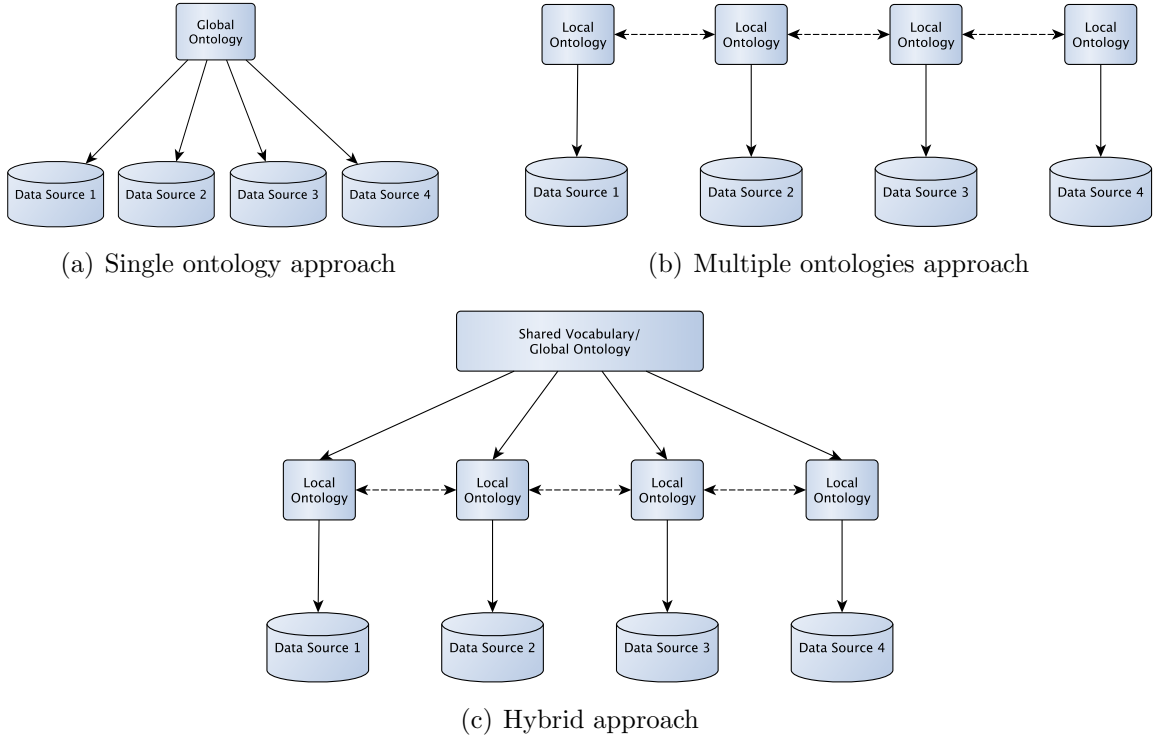 Global
Ontology
Data Source 1
Data Source 2
Data Source 3
Data Source 4
(a) Single ontology approach
Local
Ontology
Local
Ontology
Local
Ontology
Local
Ontology
Data Source 1
Data Source 2
Data Source 3
Data Source 4
(b) Multiple ontologies approach
Shared Vocabulary/
Global Ontology
Local
Ontology
Local
Ontology
Local
Ontology
Local
Ontology
Data Source 1
Data Source 2
Data Source 3
Data Source 4
(c) Hybrid approach